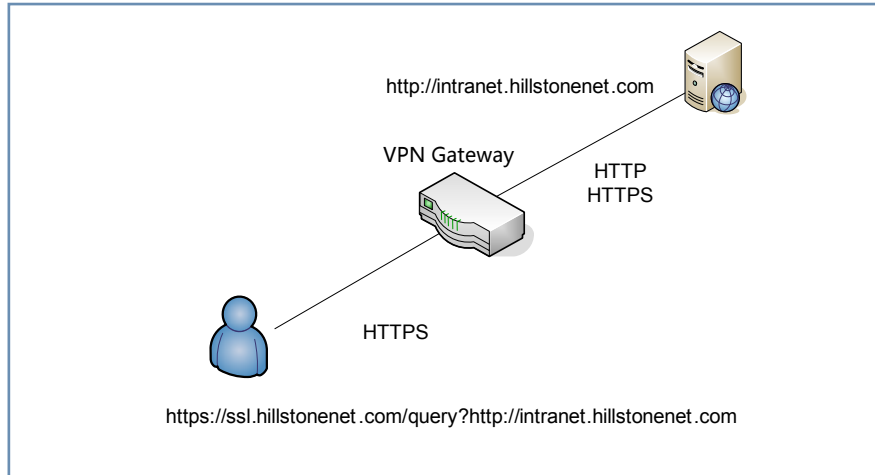 http://intranet.hillstonenet.com
VPN Gateway
HTTP
HTTPS
HTTPS
https://ssl.hillstonenet.com/query?http://intranet.hillstonenet.com